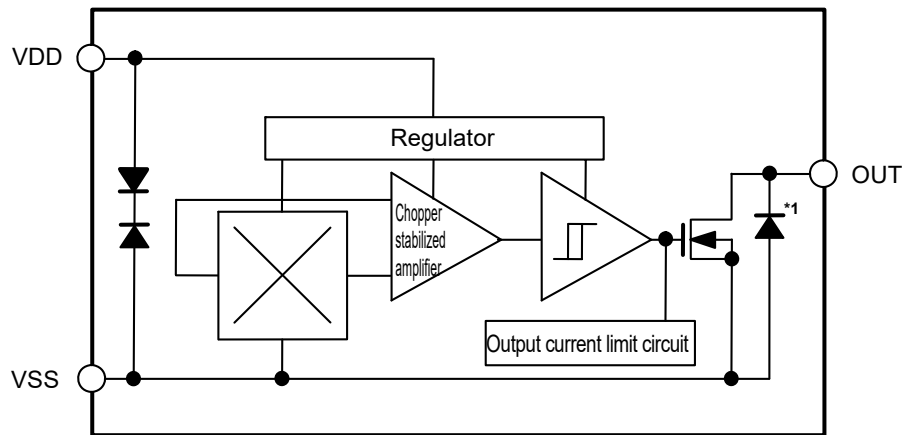 VDD
Regulator
OUT
*1
Chopper
stabilized
amplifier
Output current limit circuit
VSS